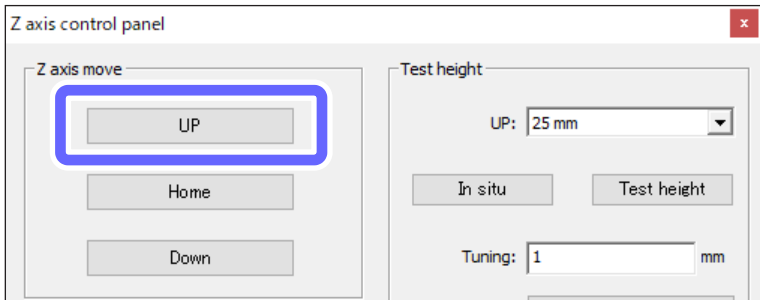 Z axis control panel
x
Z axis move
UP
Home
Down
Test height
UP: 25 mm
In situ Test height
Tuning: 1 mm